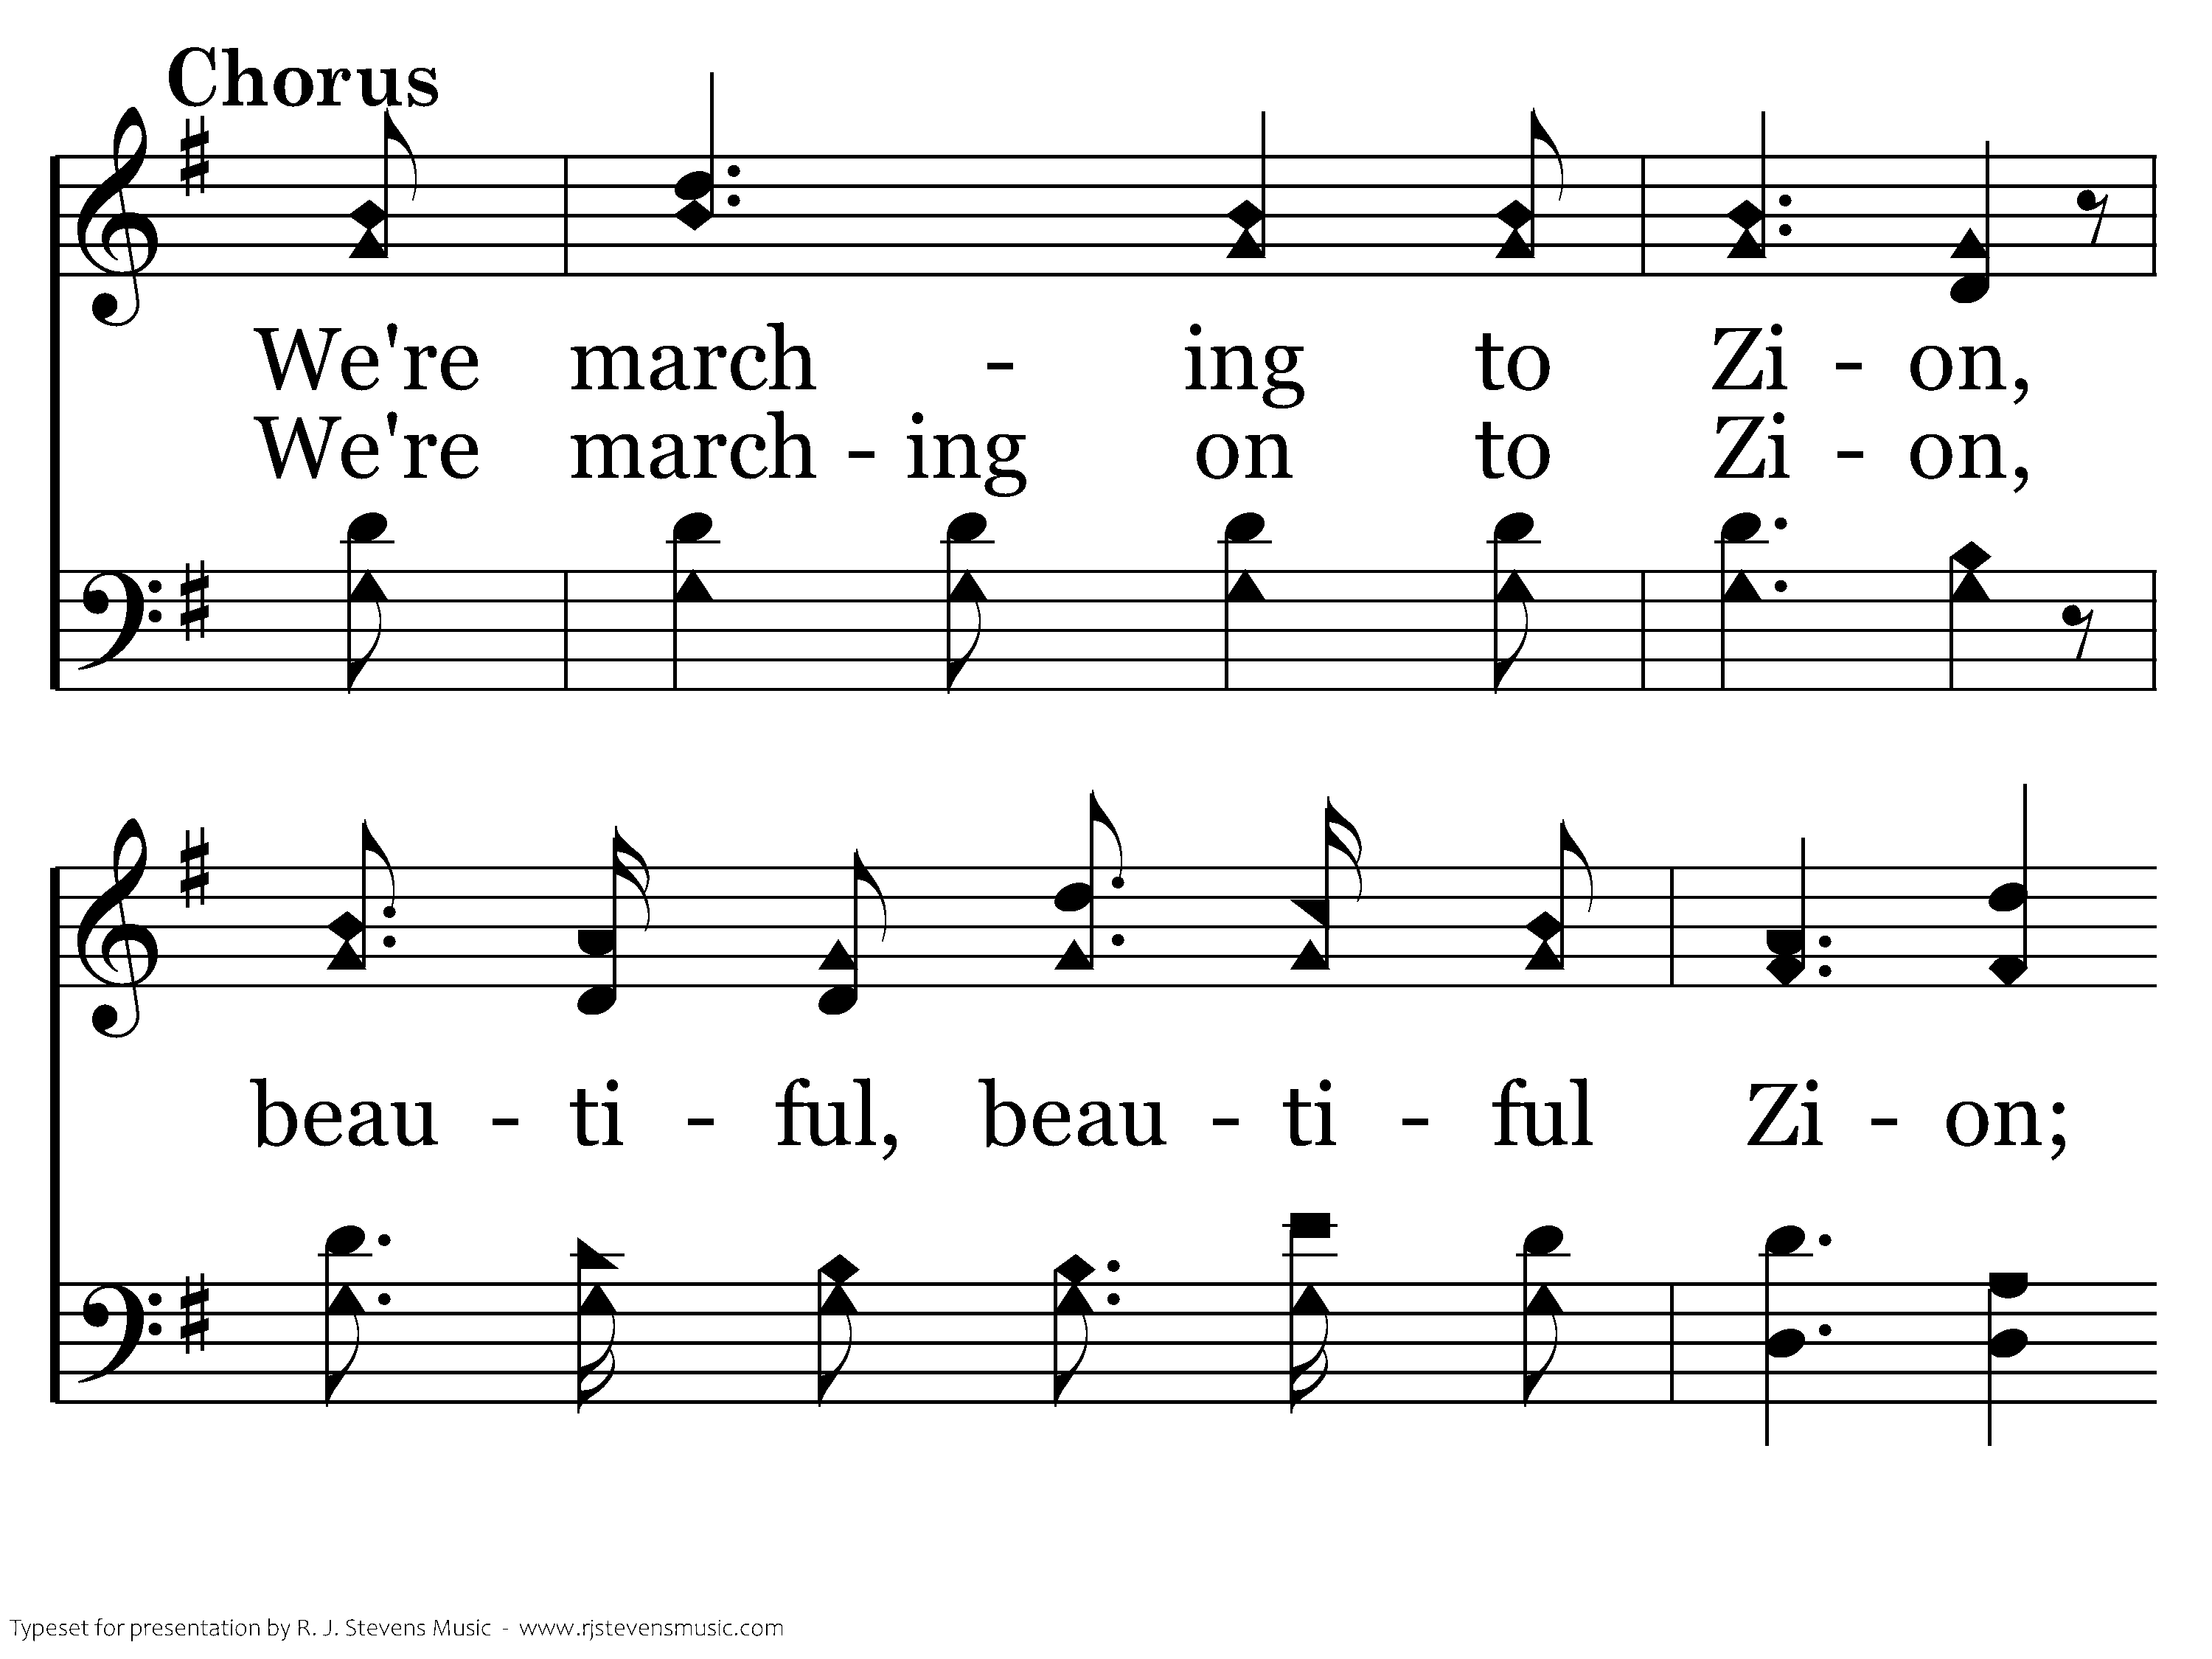 Chorus
We're march - ing to Zi - on,
We're march - ing on to Zi - on,
beau - ti - ful, beau - ti - ful Zi - on;
Typeset for presentation by R. J. Stevens Music - www.rjstevensmusic.com